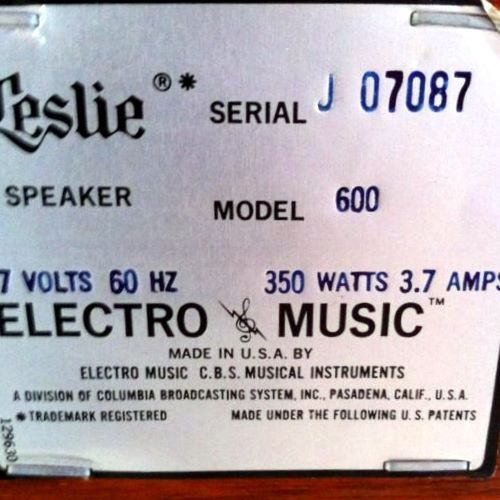 Leslie®* SERIAL J 07087
SPEAKER MODEL 600
7 VOLTS 60 HZ 350 WATTS 3.7 AMPS
ELECTRO MUSIC™
MADE IN U.S.A. BY
ELECTRO MUSIC C.B.S. MUSICAL INSTRUMENTS
A DIVISION OF COLUMBIA BROADCASTING SYSTEM, INC., PASADENA, CALIF., U.S.A.
*TRADEMARK REGISTERED MADE UNDER THE FOLLOWING U.S. PATENTS
129630